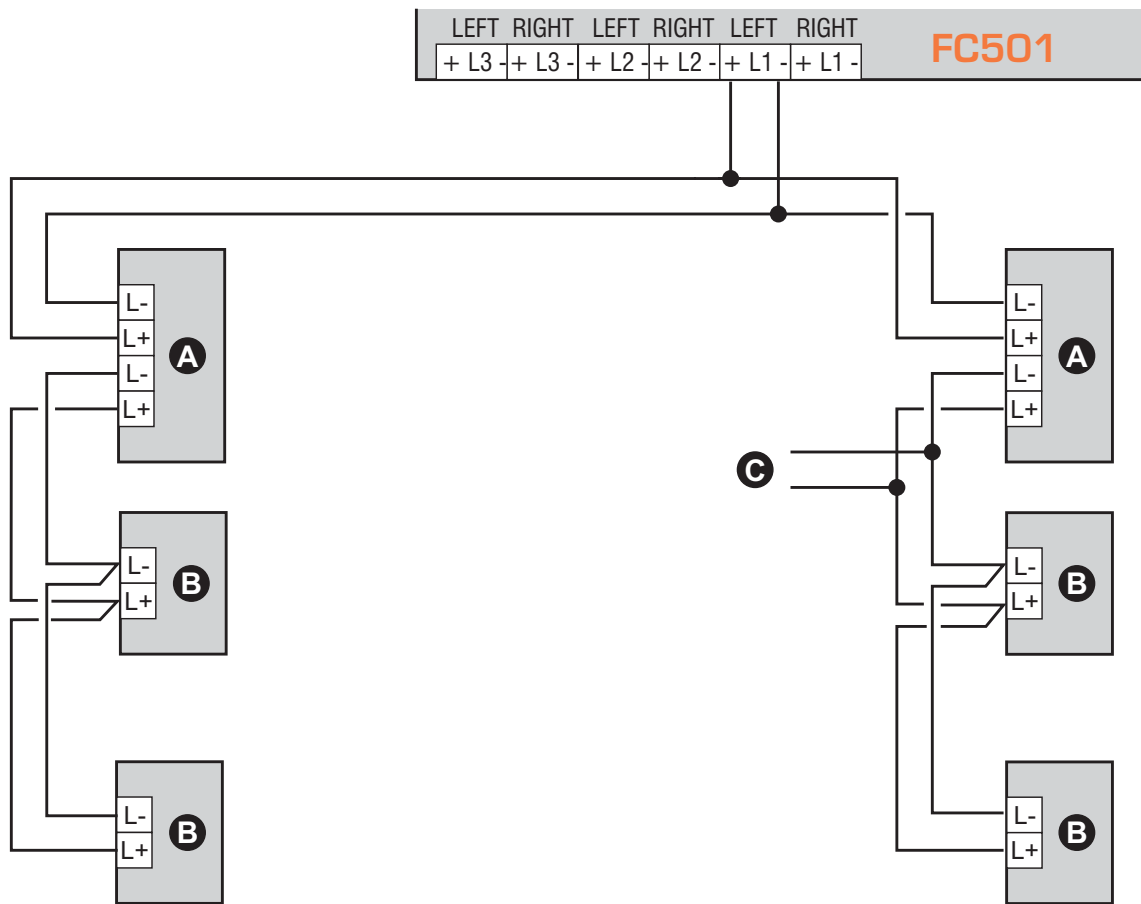 LEFT RIGHT LEFT RIGHT LEFT RIGHT
+ L3 - + L3 - + L2 - + L2 - + L1 - + L1 -
FC501
L-
L+
L-
L+
A
L-
L+
L-
L+
A
C
L-
L+
B
L-
L+
B
L-
L+
B
L-
L+
B